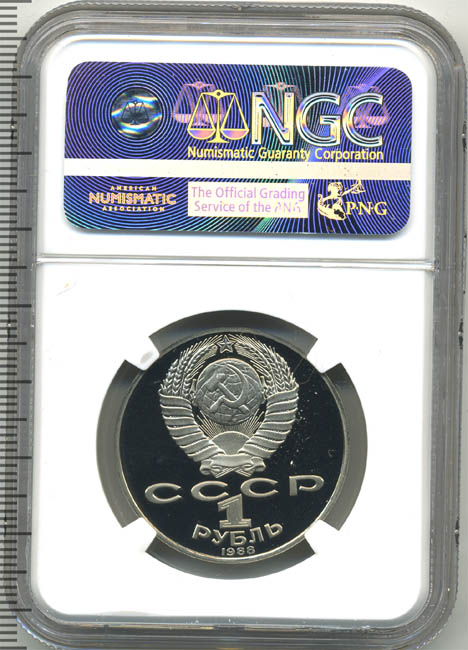 NGC
Numismatic Guaranty Corporation
AMERICAN
NUMISMATIC
ASSOCIATION
The Official Grading
Service of the ANA
PNG
СССР
1
РУБЛЬ
1988